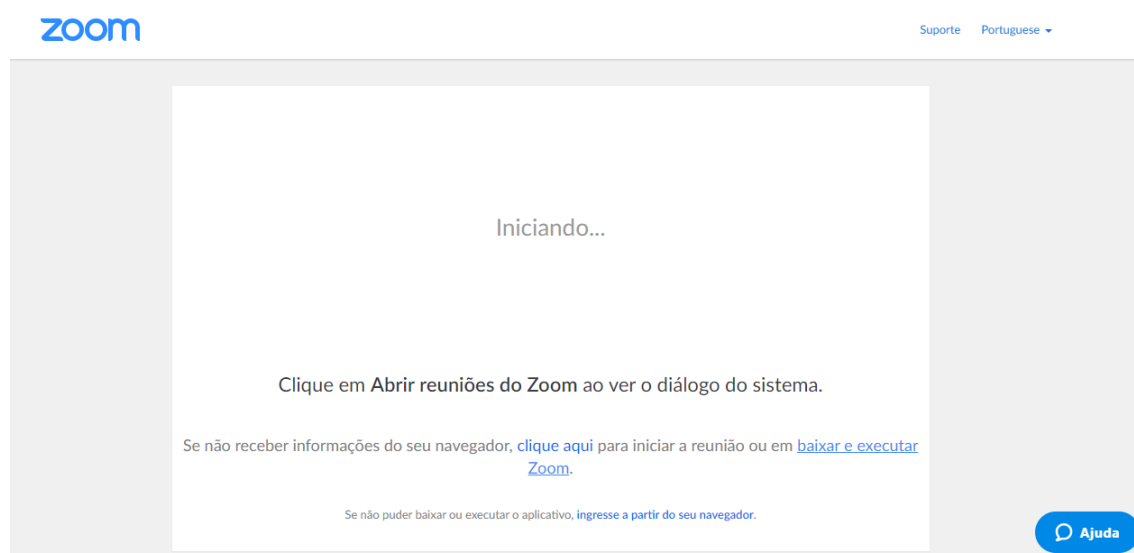 zoom
Suporte
Portuguese
Iniciando...
Clique em Abrir reuniões do Zoom ao ver o diálogo do sistema.
Se não receber informações do seu navegador, clique aqui para iniciar a reunião ou em baixar e executar
Zoom.
Se não puder baixar ou executar o aplicativo, ingresse a partir do seu navegador.
Ajuda